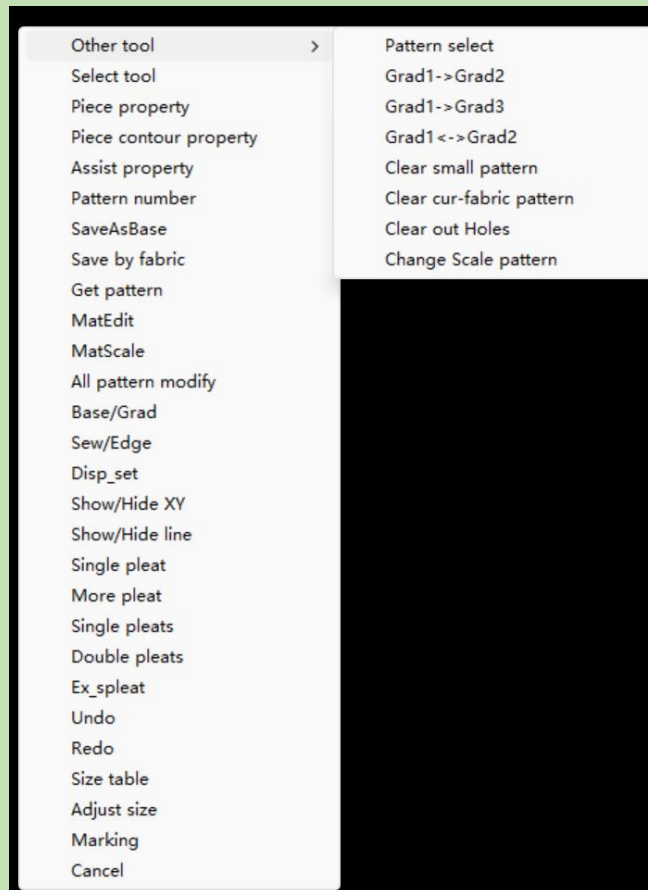 Other tool
Select tool
Piece property
Piece contour property
Assist property
Pattern number
SaveAsBase
Save by fabric
Get pattern
MatEdit
MatScale
All pattern modify
Base/Grad
Sew/Edge
Disp_set
Show/Hide XY
Show/Hide line
Single pleat
More pleat
Single pleats
Double pleats
Ex_spleat
Undo
Redo
Size table
Adjust size
Marking
Cancel
Pattern select
Grad1->Grad2
Grad1->Grad3
Grad1<->Grad2
Clear small pattern
Clear cur-fabric pattern
Clear out Holes
Change Scale pattern